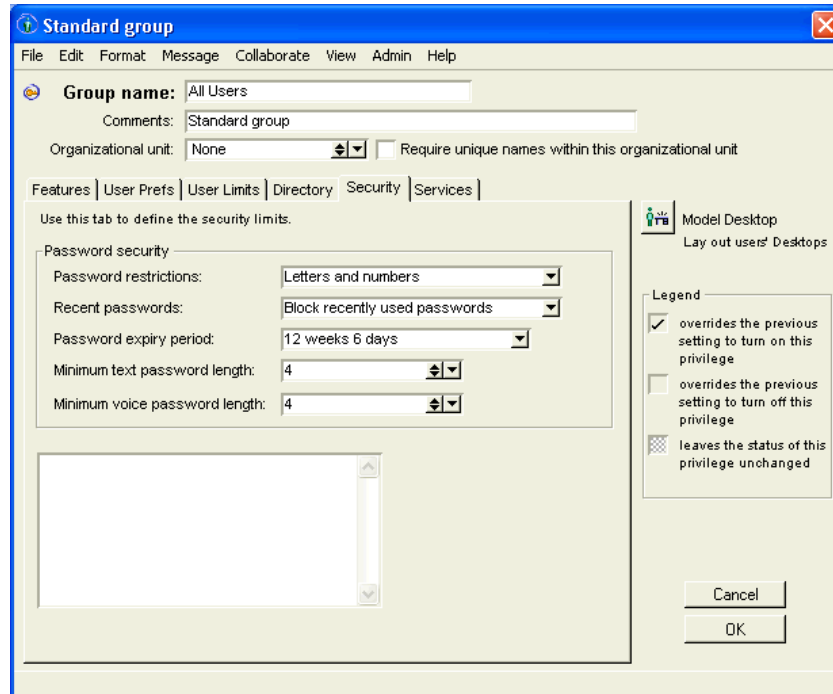 Standard group
File Edit Format Message Collaborate View Admin Help
Group name: All Users
Comments: Standard group
Organizational unit: None Require unique names within this organizational unit
Features User Prefs User Limits Directory Security Services
Use this tab to define the security limits.
Password security
Password restrictions: Letters and numbers
Recent passwords: Block recently used passwords
Password expiry period: 12 weeks 6 days
Minimum text password length: 4
Minimum voice password length: 4
Model Desktop
Lay out users' Desktops
Legend
overrides the previous
setting to turn on this
privilege
overrides the previous
setting to turn off this
privilege
leaves the status of this
privilege unchanged
Cancel
OK